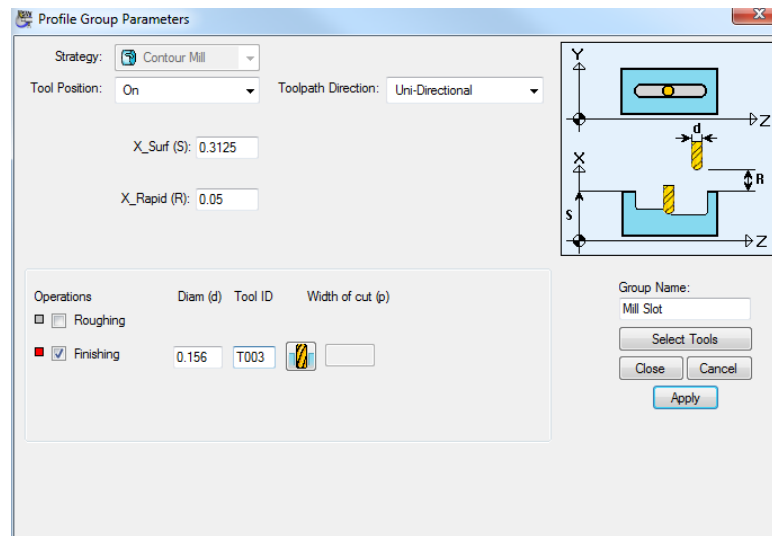 Profile Group Parameters
Strategy: Contour Mill
Tool Position: On Toolpath Direction: Uni-Directional
X_Surf (S): 0.3125
X_Rapid (R): 0.05
Y
Z
d
X
R
S
Z
Operations Diam (d) Tool ID Width of cut (p)
Roughing
Finishing 0.156 T003
Group Name:
Mill Slot
Select Tools
Close Cancel
Apply